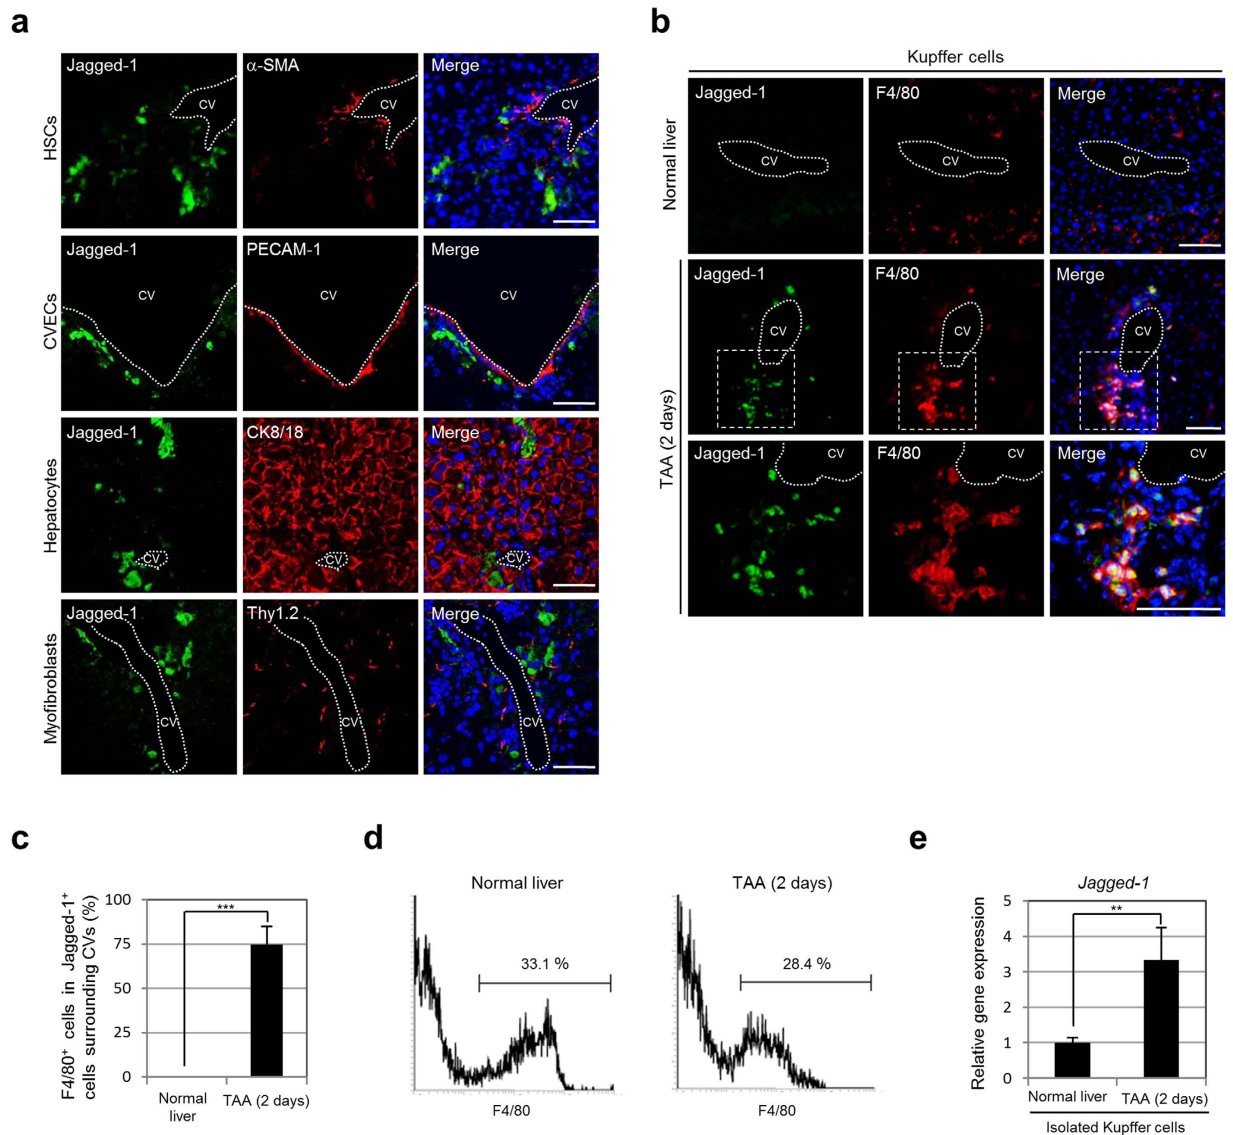 a
Jagged-1 α-SMA Merge
HSCs
CV CV CV
Jagged-1 PECAM-1 Merge
CVECs
CV CV CV
Jagged-1 CK8/18 Merge
Hepatocytes
CV CV CV
Jagged-1 Thy1.2 Merge
Myofibroblasts
CV CV CV
b
Kupffer cells
Jagged-1 F4/80 Merge
Normal liver
CV CV CV
Jagged-1 F4/80 Merge
CV CV CV
TAA (2 days)
Jagged-1 F4/80 Merge
CV CV CV
c
F4/80+ cells in Jagged-1+
cells surrounding CVs (%)
100
75
50
25
0
***
Normal
liver
TAA (2 days)
d
Normal liver
33.1 %
F4/80
TAA (2 days)
28.4 %
F4/80
e
Jagged-1
Relative gene expression
5
4
3
2
1
0
**
Normal liver TAA (2 days)
Isolated Kupffer cells